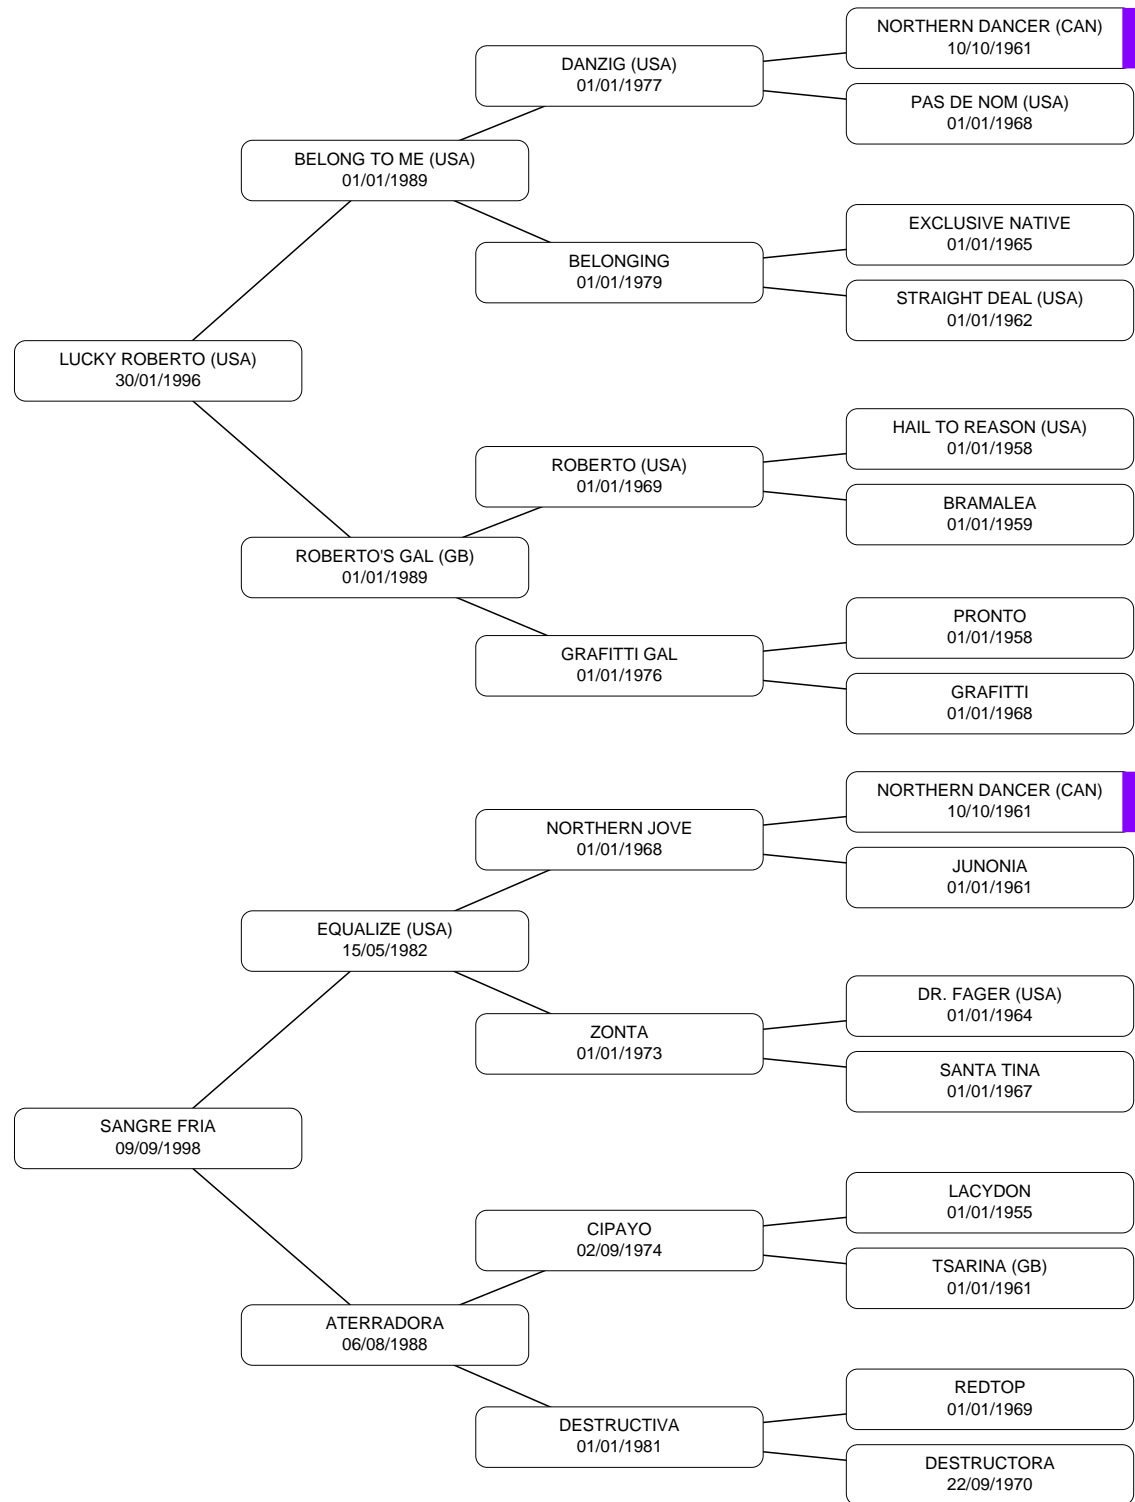 NORTHERN DANCER (CAN)
10/10/1961
DANZIG (USA)
01/01/1977
PAS DE NOM (USA)
01/01/1968
BELONG TO ME (USA)
01/01/1989
EXCLUSIVE NATIVE
01/01/1965
BELONGING
01/01/1979
STRAIGHT DEAL (USA)
01/01/1962
LUCKY ROBERTO (USA)
30/01/1996
HAIL TO REASON (USA)
01/01/1958
ROBERTO (USA)
01/01/1969
BRAMALEA
01/01/1959
ROBERTO'S GAL (GB)
01/01/1989
PRONTO
01/01/1958
GRAFITTI GAL
01/01/1976
GRAFITTI
01/01/1968
NORTHERN DANCER (CAN)
10/10/1961
NORTHERN JOVE
01/01/1968
JUNONIA
01/01/1961
EQUALIZE (USA)
15/05/1982
DR. FAGER (USA)
01/01/1964
ZONTA
01/01/1973
SANTA TINA
01/01/1967
SANGRE FRIA
09/09/1998
LACYDON
01/01/1955
CIPAYO
02/09/1974
TSARINA (GB)
01/01/1961
ATERRADORA
06/08/1988
REDTOP
01/01/1969
DESTRUCTIVA
01/01/1981
DESTRUCTORA
22/09/1970